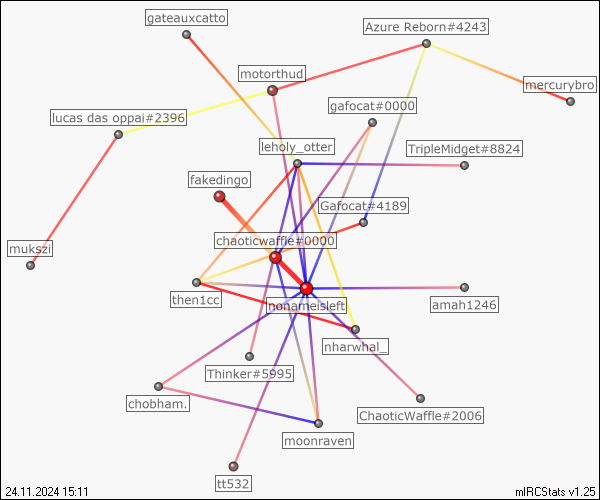 gateauxcatto
Azure Reborn#4243
motorthud
mercurybro
gafocat#0000
lucas das oppai#2396
leholy_otter
TripleMidget#8824
fakedingo
Gafocat#4189
chaoticwaffle#0000
mukszi
then1cc
nonameisleft
amah1246
nharwhal_
Thinker#5995
chobham.
ChaoticWaffle#2006
moonraven
tt532
24.11.2024 15:11
mIRCStats v1.25